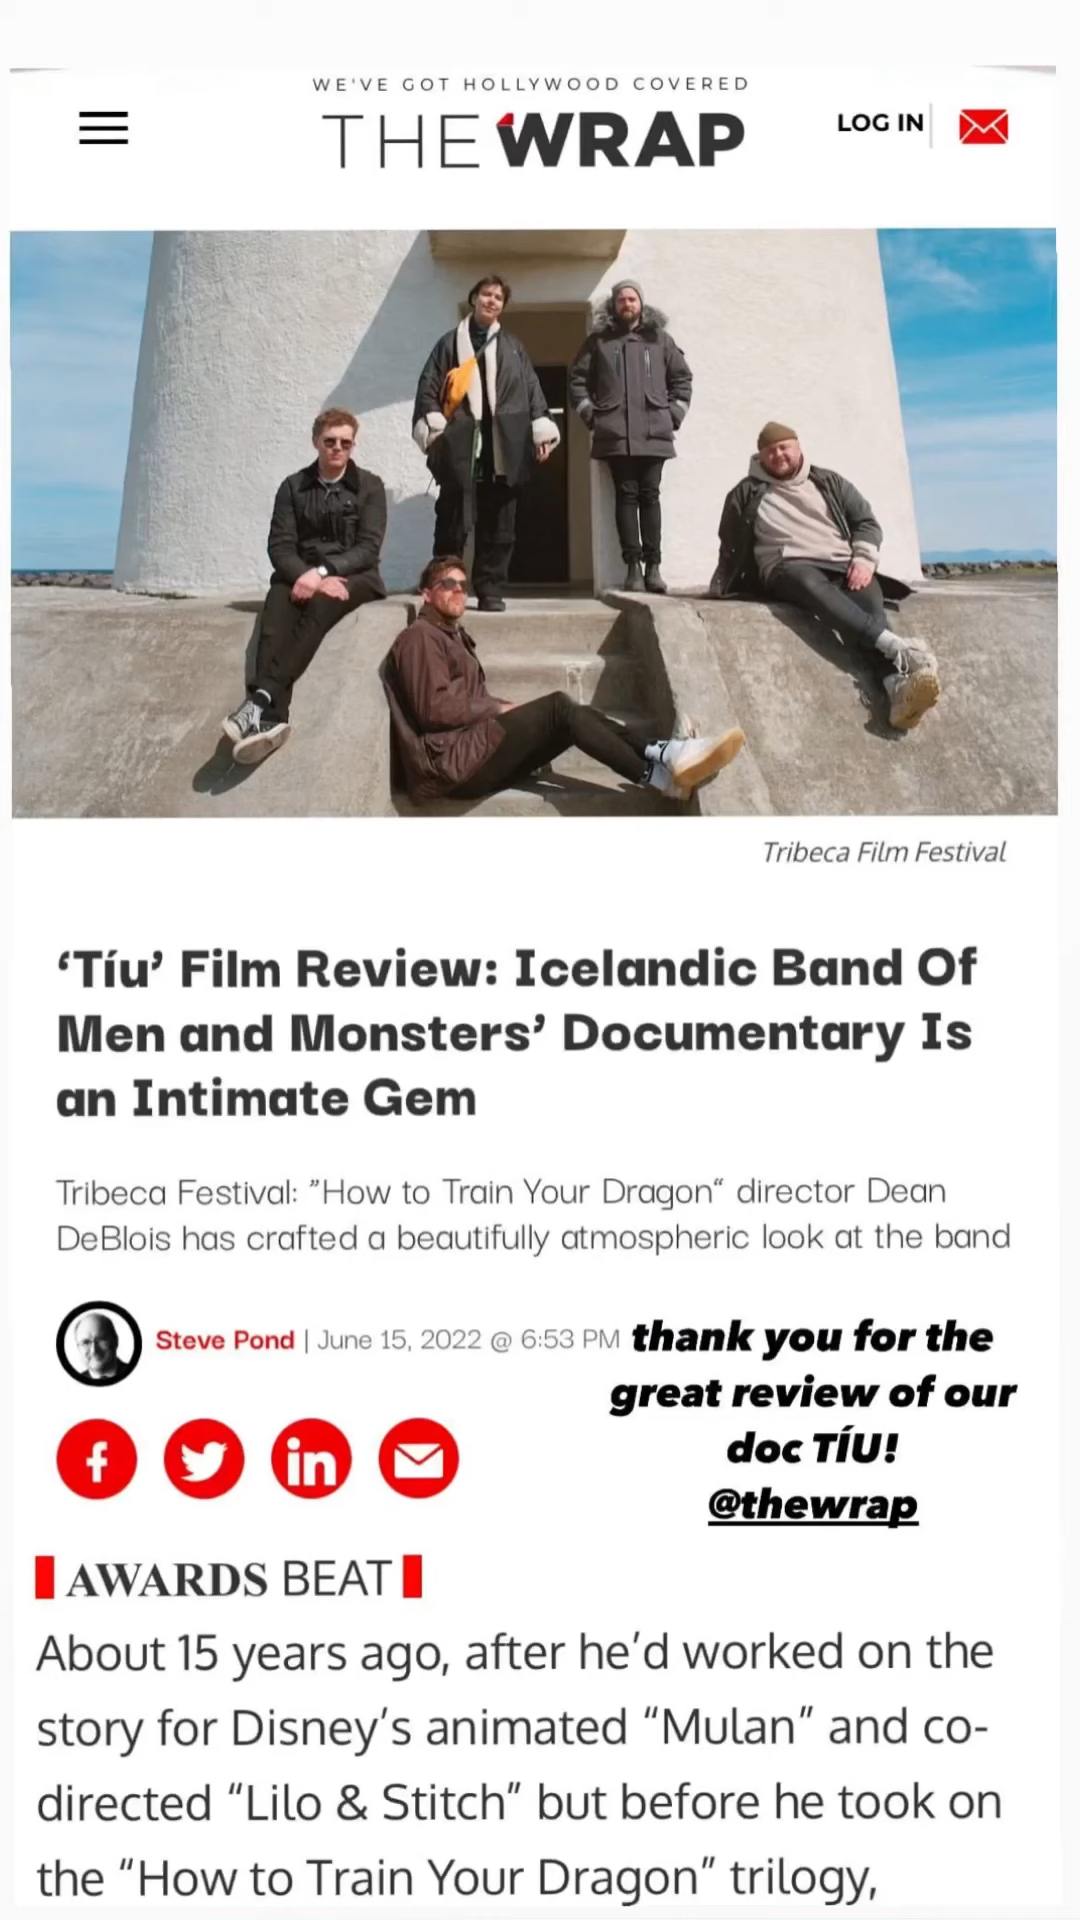 WE'VE GOT HOLLYWOOD COVERED
THE WRAP
LOG IN
Tribeca Film Festival
‘Tíu’ Film Review: Icelandic Band Of
Men and Monsters’ Documentary Is
an Intimate Gem
Tribeca Festival: ”How to Train Your Dragon“ director Dean
DeBlois has crafted a beautifully atmospheric look at the band
Steve Pond | June 15, 2022 @ 6:53 PM
thank you for the
great review of our
doc TÍU!
@thewrap
AWARDS BEAT
About 15 years ago, after he’d worked on the
story for Disney’s animated “Mulan” and co-
directed “Lilo & Stitch” but before he took on
the “How to Train Your Dragon” trilogy,